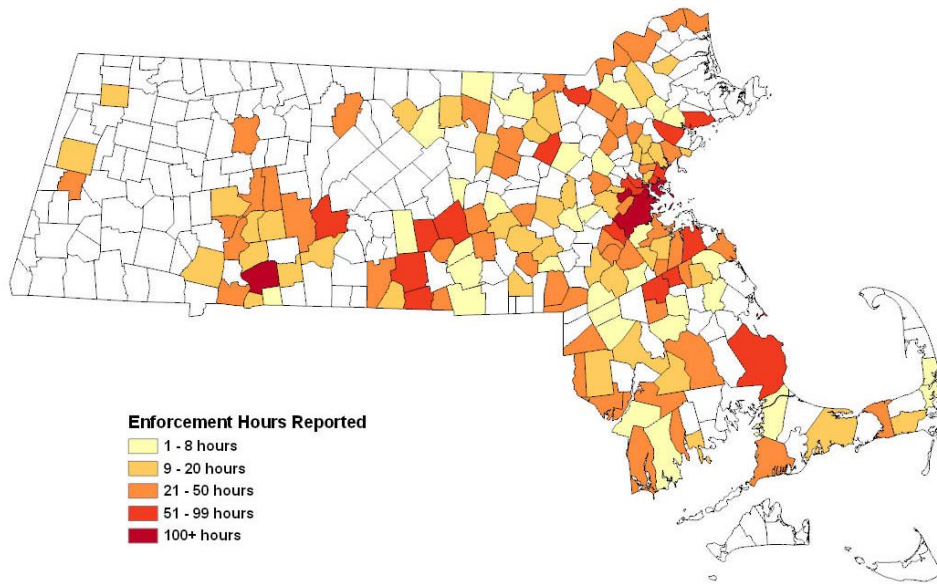 Enforcement Hours Reported
1 - 8 hours
9 - 20 hours
21 - 50 hours
51 - 99 hours
100+ hours